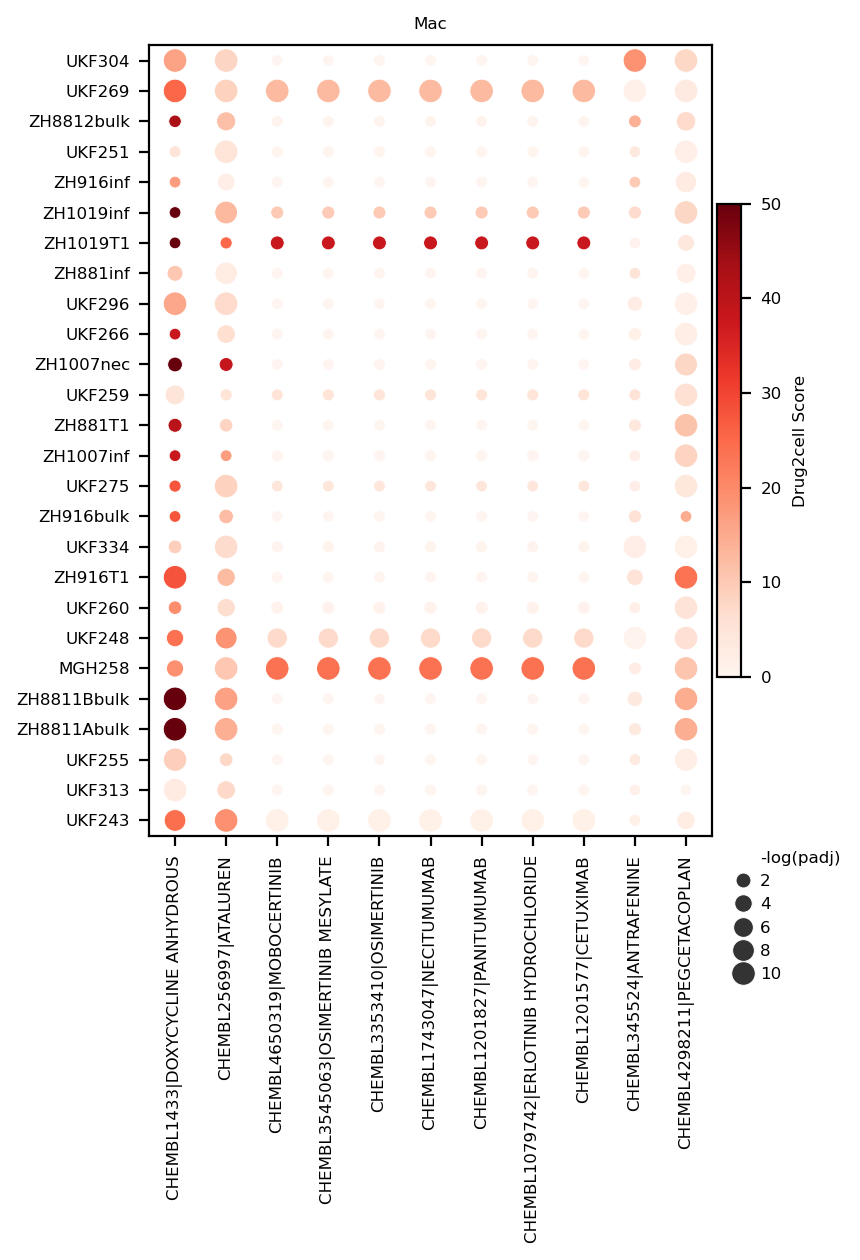 Mac
UKF304
UKF269
ZH8812bulk
UKF251
ZH916inf
ZH1019inf
ZH1019T1
ZH881inf
UKF296
UKF266
ZH1007nec
UKF259
ZH881T1
ZH1007inf
UKF275
ZH916bulk
UKF334
ZH916T1
UKF260
UKF248
MGH258
ZH8811Bbulk
ZH8811Abulk
UKF255
UKF313
UKF243
50
40
30
20
10
0
Drug2cell Score
-log(padj)
2
4
6
8
10
CHEMBL1433|DOXYCYCLINE ANHYDROUS
CHEMBL256997|ATALUREN
CHEMBL4650319|MOBOCERTINIB
CHEMBL3545063|OSIMERTINIB MESYLATE
CHEMBL3353410|OSIMERTINIB
CHEMBL1743047|NECITUMUMAB
CHEMBL1201827|PANITUMUMAB
CHEMBL1079742|ERLOTINIB HYDROCHLORIDE
CHEMBL1201577|CETUXIMAB
CHEMBL345524|ANTRAFENINE
CHEMBL4298211|PEGCETACOPLAN